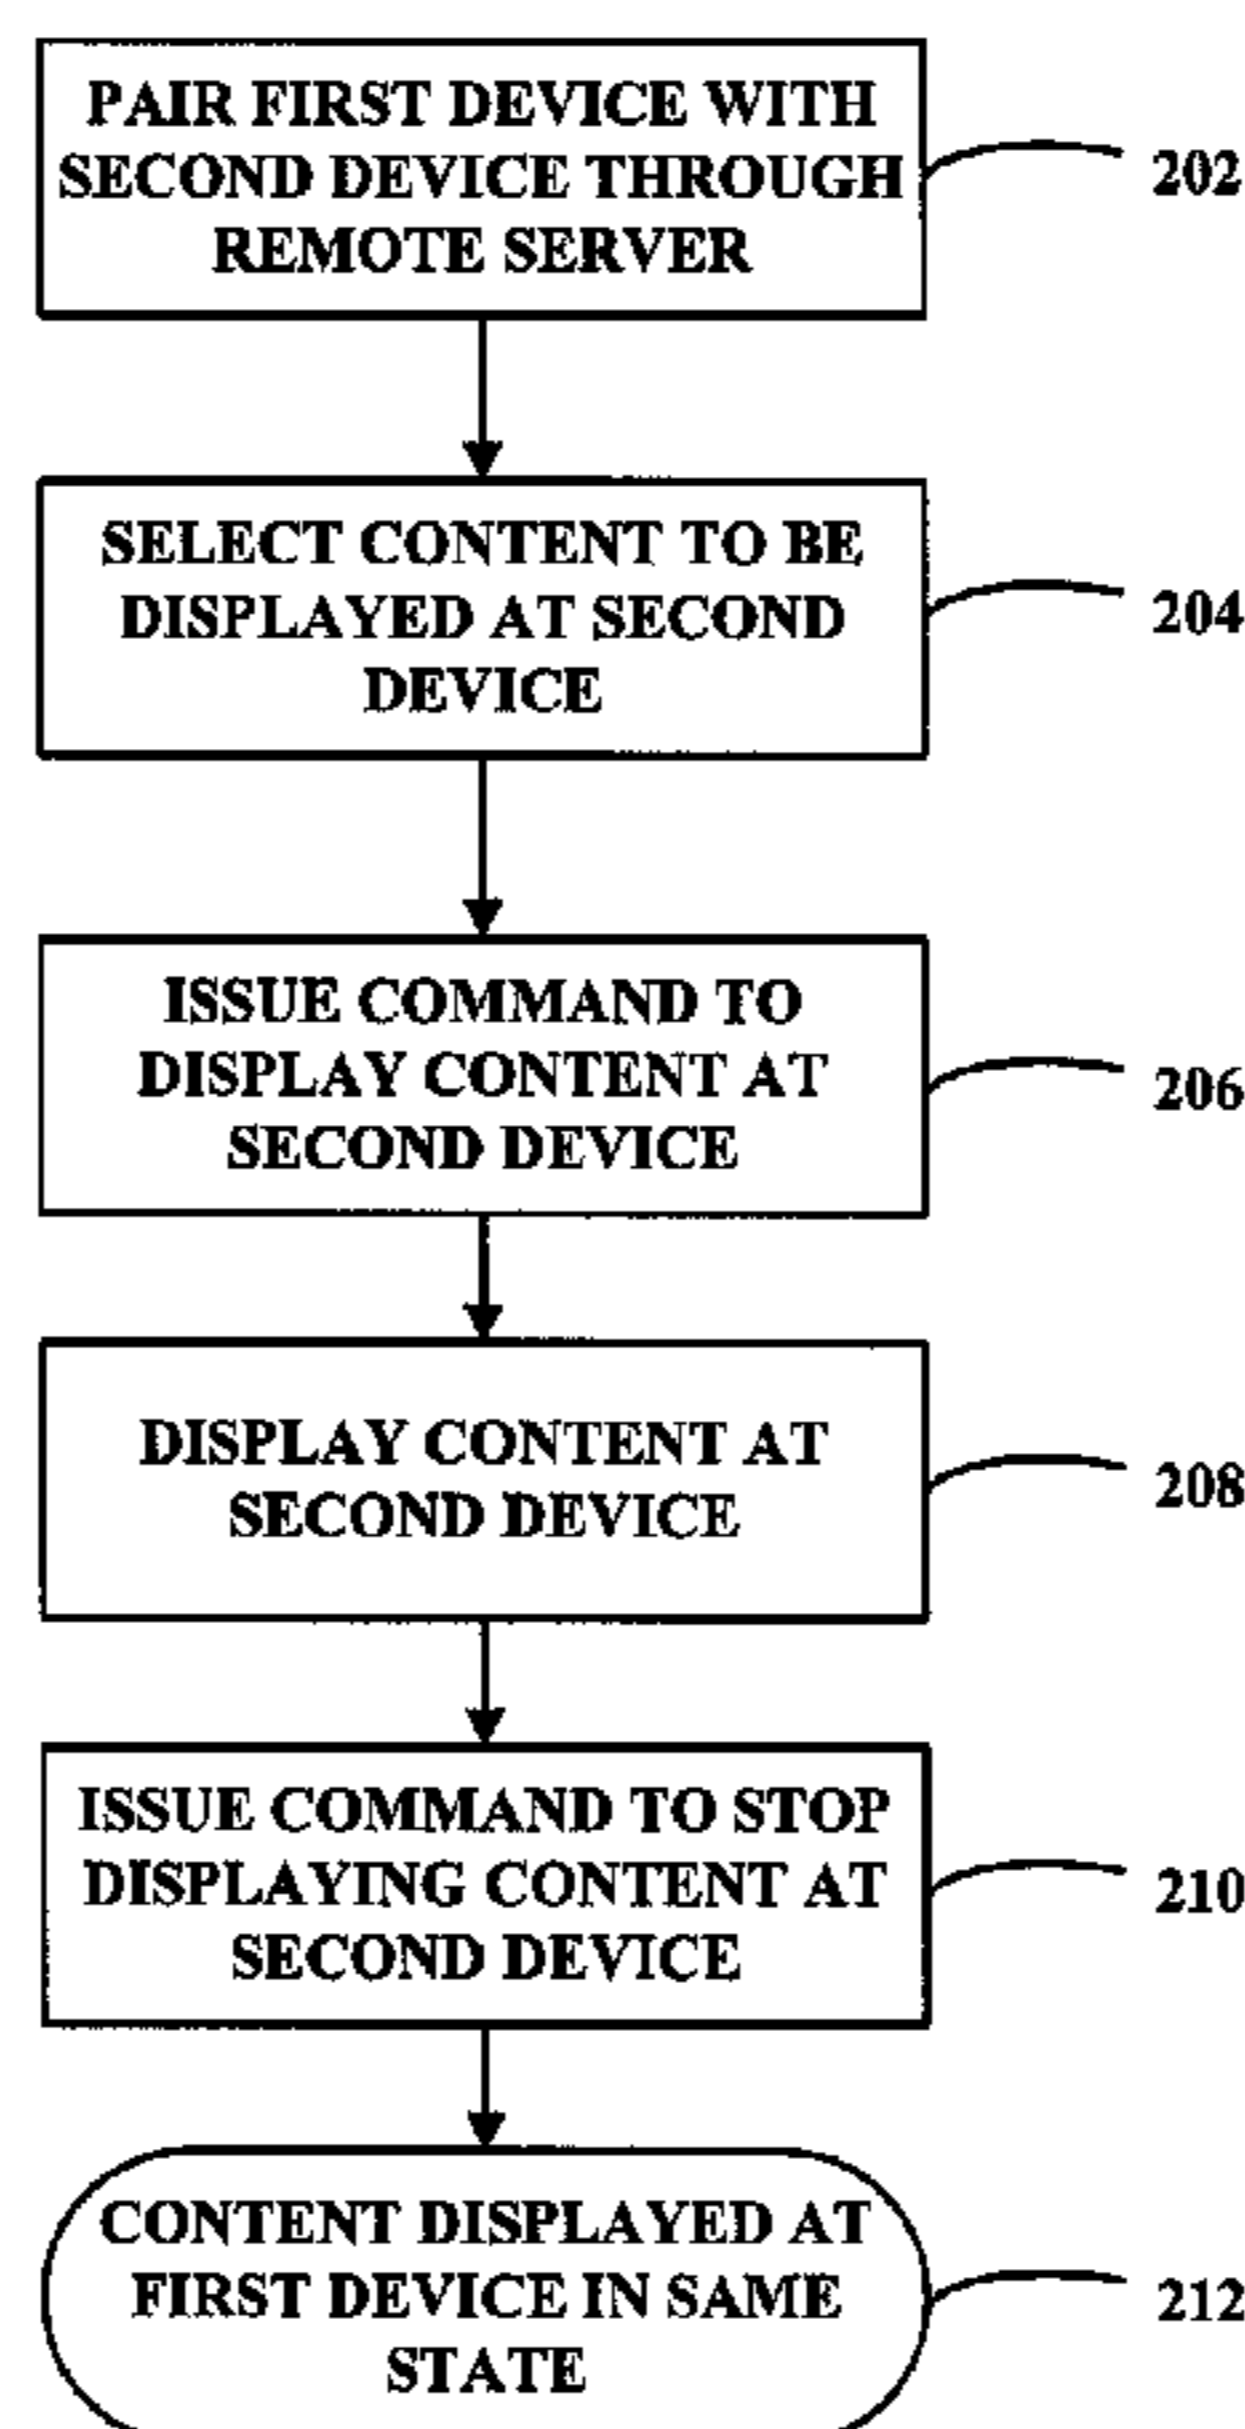 PAIR FIRST DEVICE WITH
SECOND DEVICE THROUGH
REMOTE SERVER
202
SELECT CONTENT TO BE
DISPLAYED AT SECOND
DEVICE
204
ISSUE COMMAND TO
DISPLAY CONTENT AT
SECOND DEVICE
206
DISPLAY CONTENT AT
SECOND DEVICE
208
ISSUE COMMAND TO STOP
DISPLAYING CONTENT AT
SECOND DEVICE
210
CONTENT DISPLAYED AT
FIRST DEVICE IN SAME
STATE
212